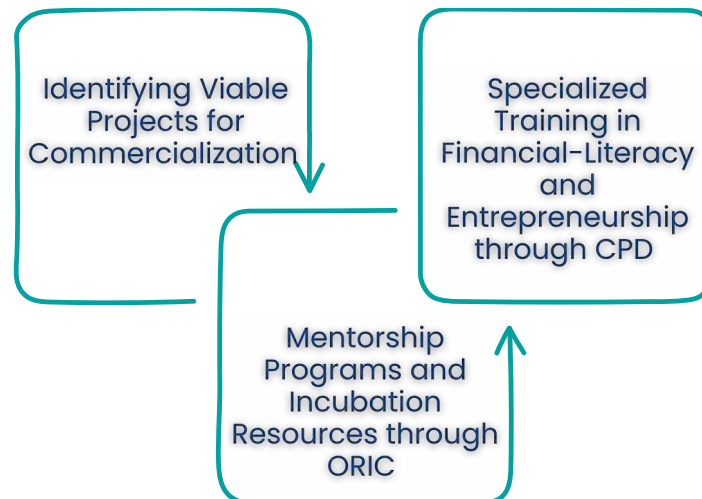 Identifying Viable
Projects for
Commercialization
Mentorship
Programs and
Incubation
Resources through
ORIC
Specialized
Training in
Financial-Literacy
and
Entrepreneurship
through CPD